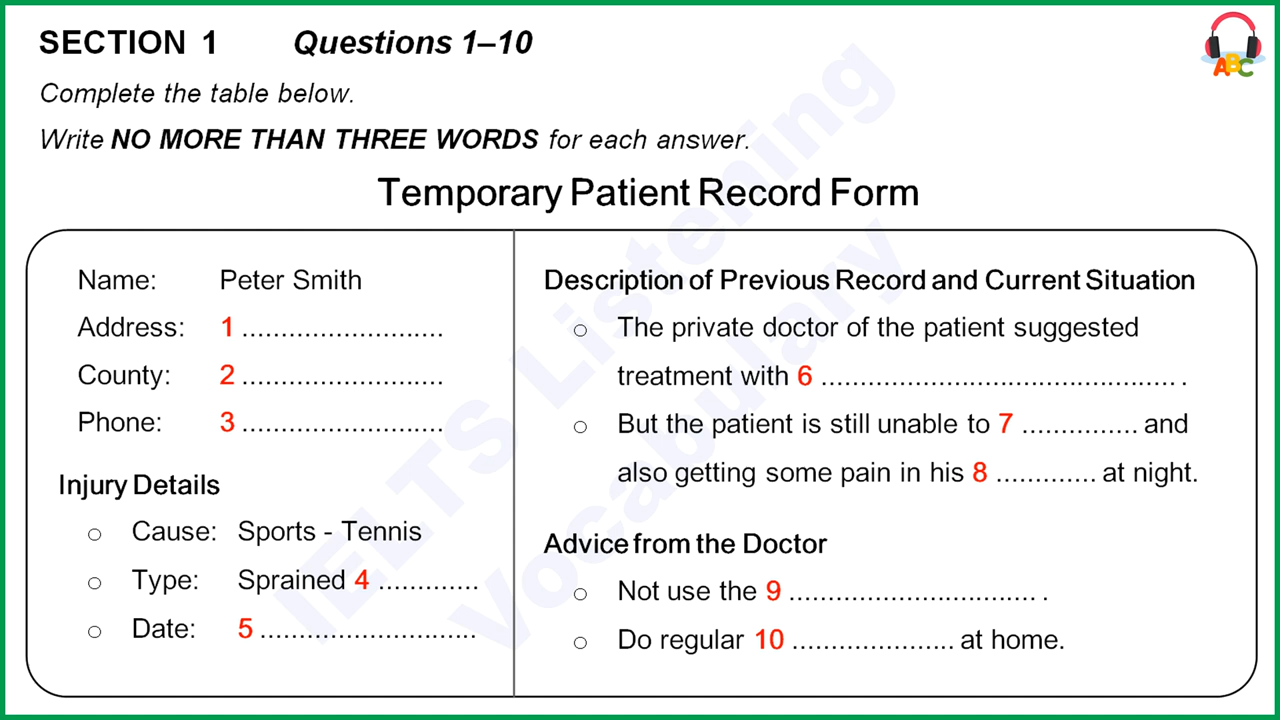 SECTION 1 Questions 1–10
ABC
Complete the table below.
Write NO MORE THAN THREE WORDS for each answer.
Temporary Patient Record Form
Name: Peter Smith
Address: 1 ..........................
County: 2 ..........................
Phone: 3 ..........................
Injury Details
○ Cause: Sports - Tennis
○ Type: Sprained 4 .............
○ Date: 5 ............................
Description of Previous Record and Current Situation
○ The private doctor of the patient suggested
treatment with 6 ............................................. .
○ But the patient is still unable to 7 ............... and
also getting some pain in his 8 ............. at night.
Advice from the Doctor
○ Not use the 9 ................................ .
○ Do regular 10 ..................... at home.
IELTS Listening
Vocabulary